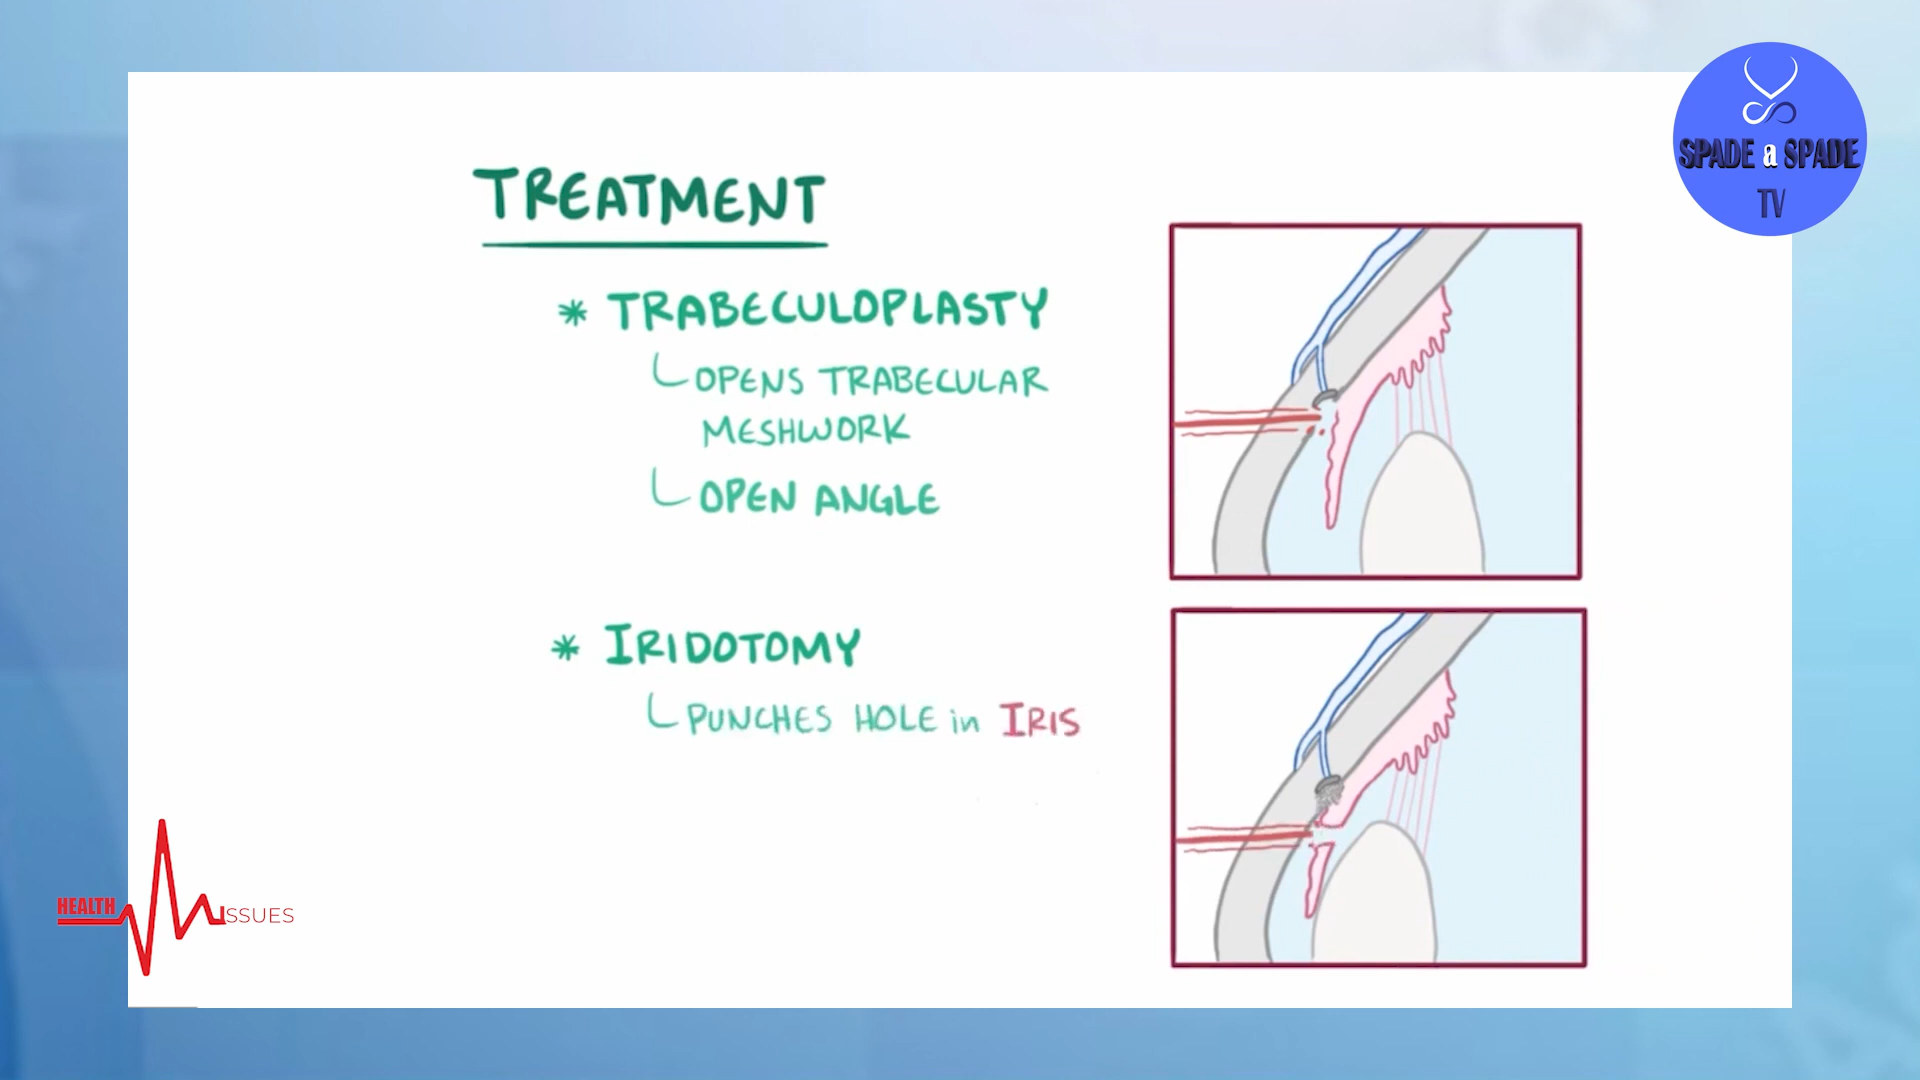 SPADE a SPADE
TV
TREATMENT
* TRABECULOPLASTY
OPENS TRABECULAR
MESHWORK
OPEN ANGLE
* IRIDOTOMY
PUNCHES HOLE in IRIS
HEALTH ISSUES